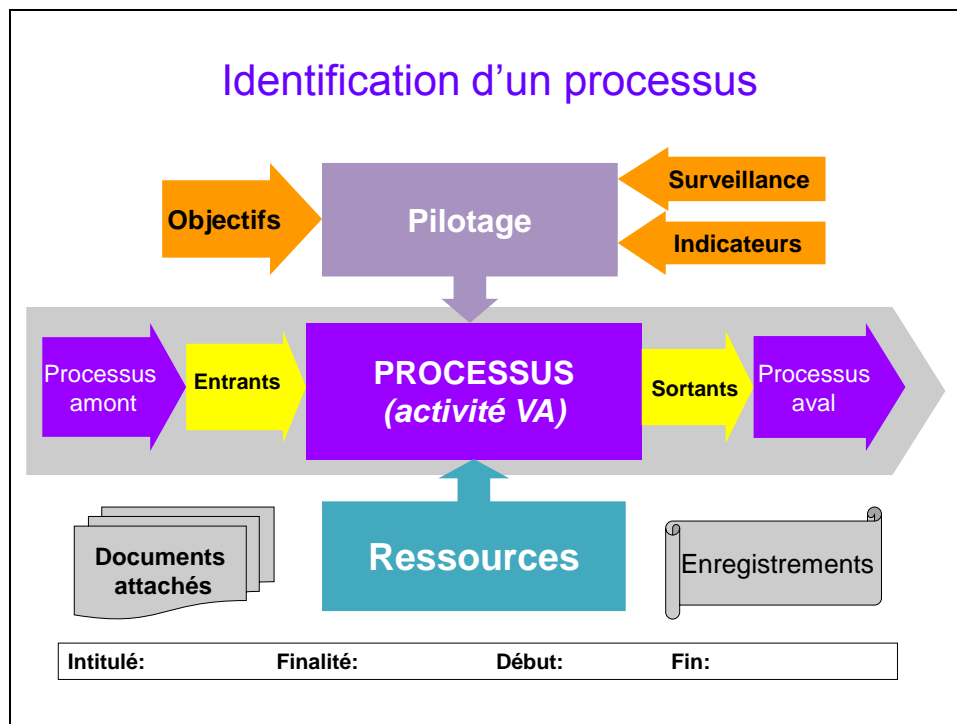 Identification d'un processus
Objectifs
Pilotage
Surveillance
Indicateurs
Processus
amont
Entrants
PROCESSUS
(activité VA)
Sortants
Processus
aval
Documents
attachés
Ressources
Enregistrements
Intitulé: Finalité: Début: Fin: